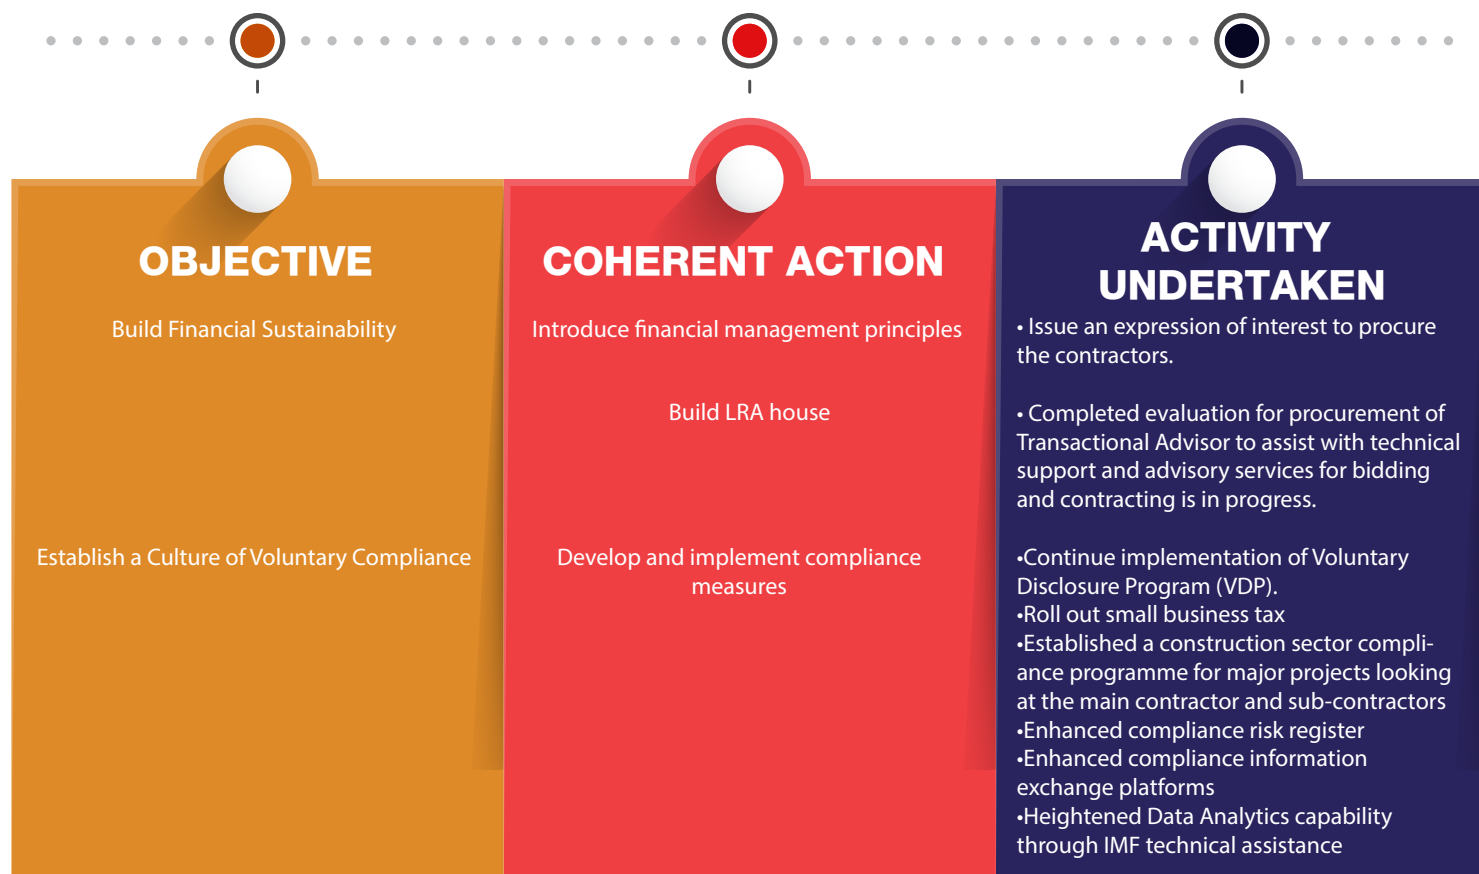 OBJECTIVE
Build Financial Sustainability
Establish a Culture of Voluntary Compliance
COHERENT ACTION
Introduce financial management principles
Build LRA house
Develop and implement compliance
measures
ACTIVITY
UNDERTAKEN
• Issue an expression of interest to procure
the contractors.
• Completed evaluation for procurement of
Transactional Advisor to assist with technical
support and advisory services for bidding
and contracting is in progress.
•Continue implementation of Voluntary
Disclosure Program (VDP).
•Roll out small business tax
•Established a construction sector compli-
ance programme for major projects looking
at the main contractor and sub-contractors
•Enhanced compliance risk register
•Enhanced compliance information
exchange platforms
•Heightened Data Analytics capability
through IMF technical assistance